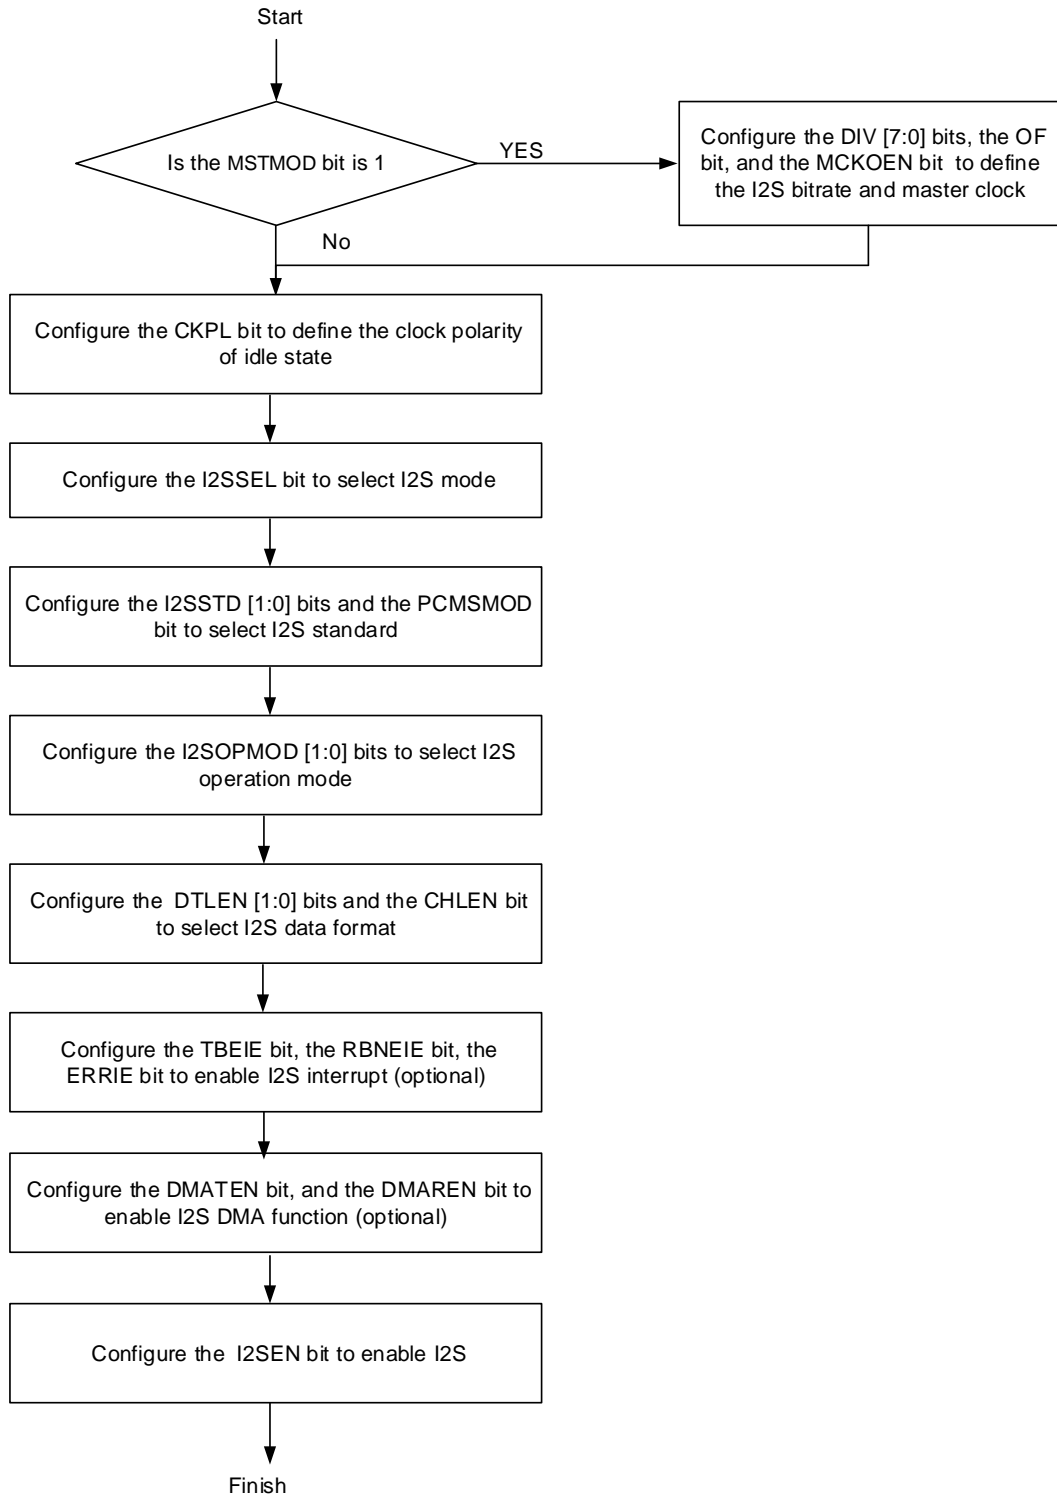 Start
Is the MSTMOD bit is 1
YES
Configure the DIV [7:0] bits, the OF
bit, and the MCKOEN bit to define
the I2S bitrate and master clock
No
Configure the CKPL bit to define the clock polarity
of idle state
Configure the I2SSEL bit to select I2S mode
Configure the I2SSTD [1:0] bits and the PCMSMOD
bit to select I2S standard
Configure the I2SOPMOD [1:0] bits to select I2S
operation mode
Configure the DTLEN [1:0] bits and the CHLEN bit
to select I2S data format
Configure the TBEIE bit, the RBNEIE bit, the
ERRIE bit to enable I2S interrupt (optional)
Configure the DMATEN bit, and the DMAREN bit to
enable I2S DMA function (optional)
Configure the I2SEN bit to enable I2S
Finish